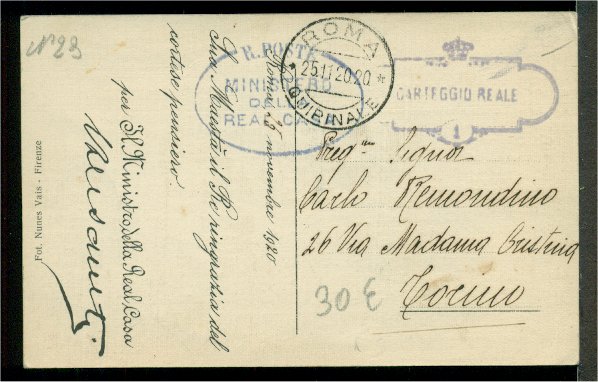 N°23
R. POSTE
MINISTERO
DELLA
REAL CASA
ROMA
25.11.20.20
* QUIRINALE *
CARTEGGIO REALE
1
Roma 25 novembre 1920
Sua Maestà il Re ringrazia del
cortese pensiero.
per Il Ministro della Real Casa
Preg.mo Signor
Carlo Remondino
26 Via Madama Cristina
Torino
30 €
Fot. Nunes Vais - Firenze